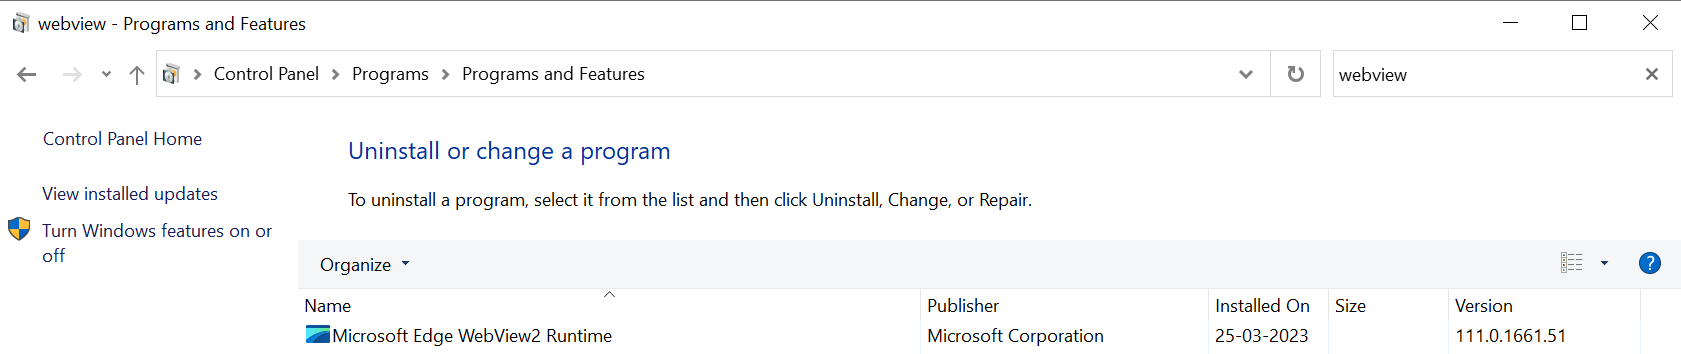 webview - Programs and Features
Control Panel Programs Programs and Features webview
Control Panel Home
Uninstall or change a program
View installed updates
To uninstall a program, select it from the list and then click Uninstall, Change, or Repair.
Turn Windows features on or
off
Organize ?
Name Publisher Installed On Size Version
Microsoft Edge WebView2 Runtime Microsoft Corporation 25-03-2023 111.0.1661.51